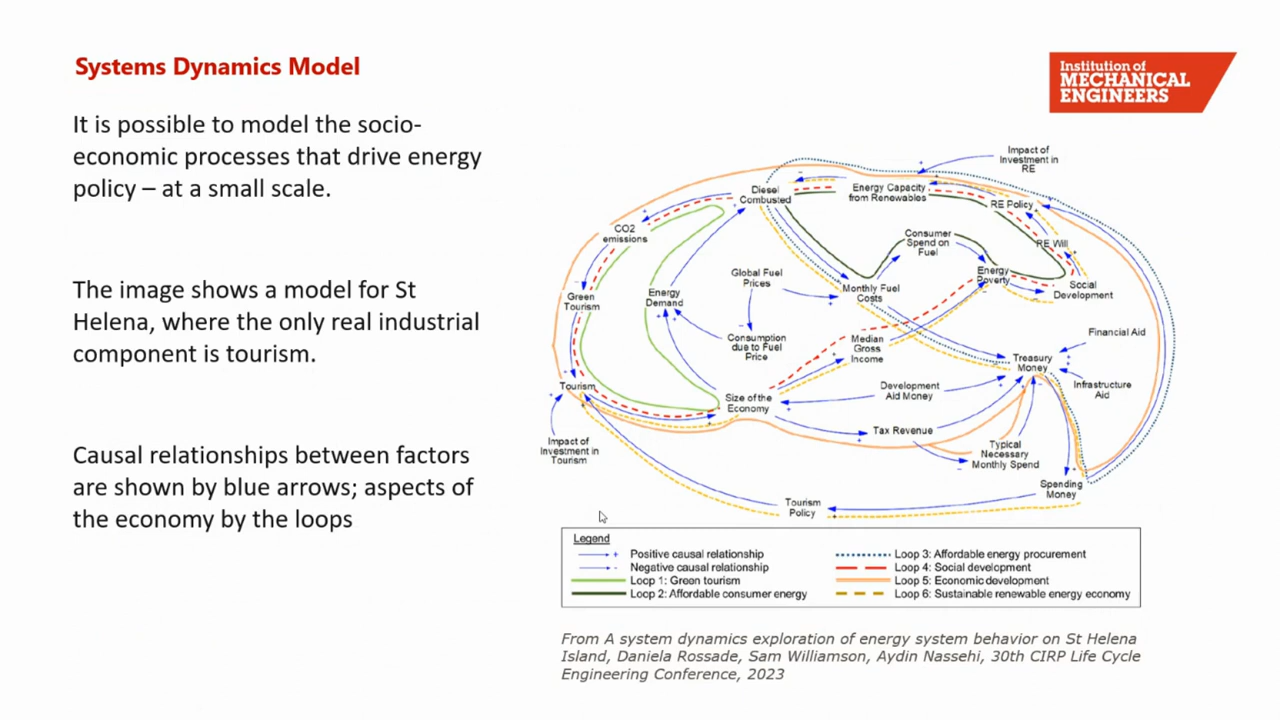 Systems Dynamics Model
Institution of
MECHANICAL
ENGINEERS
It is possible to model the socio-
economic processes that drive energy
policy – at a small scale.
The image shows a model for St
Helena, where the only real industrial
component is tourism.
Causal relationships between factors
are shown by blue arrows; aspects of
the economy by the loops
Impact of
Investment in
RE
Diesel
Combusted
Energy Capacity
from Renewables
RE Policy
CO2
emissions
Consumer
Spend on
Fuel
RE Will
Global Fuel
Prices
Energy
Poverty
Green
Tourism
Energy
Demand
Monthly Fuel
Costs
Social
Development
Consumption
due to Fuel
Price
Median
Gross
Income
Financial Aid
Treasury
Money
Tourism
Size of the
Economy
Development
Aid Money
Infrastructure
Aid
Tax Revenue
Impact of
Investment in
Tourism
Typical
Necessary
Monthly Spend
Spending
Money
Tourism
Policy
Legend
+ Positive causal relationship
- Negative causal relationship
Loop 1: Green tourism
Loop 2: Affordable consumer energy
Loop 3: Affordable energy procurement
Loop 4: Social development
Loop 5: Economic development
Loop 6: Sustainable renewable energy economy
From A system dynamics exploration of energy system behavior on St Helena
Island, Daniela Rossade, Sam Williamson, Aydin Nassehi, 30th CIRP Life Cycle
Engineering Conference, 2023